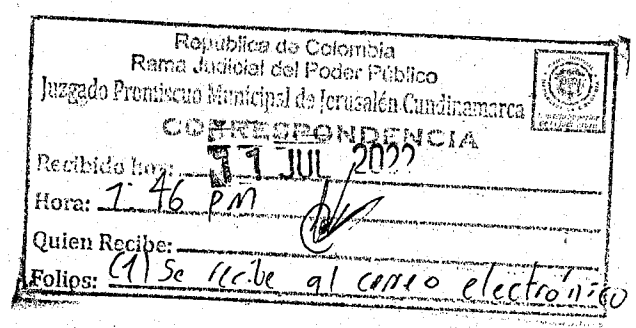 República de Colombia
Rama Judicial del Poder Público
Juzgado Promiscuo Municipal de Jerusalén Cundinamarca
CORRESPONDENCIA
Recibido hoy: 11 JUL 2022
Hora: 1:46 PM
Quien Recibe:
Folios: (1) Se recibe al correo electrónico